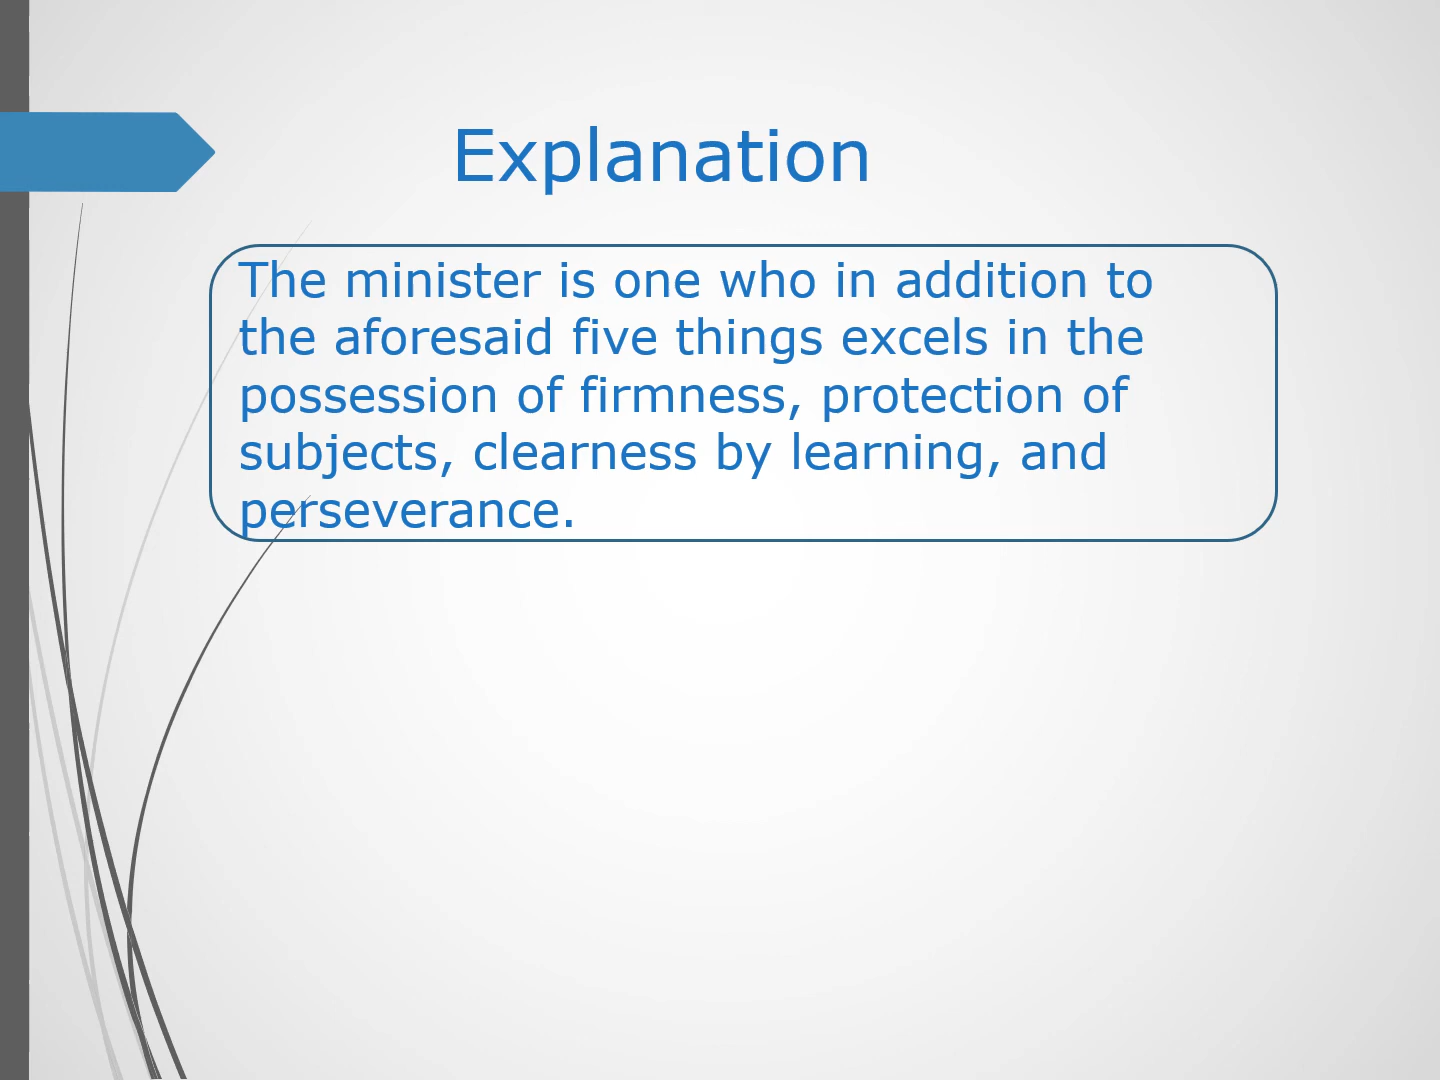 Explanation
The minister is one who in addition to
the aforesaid five things excels in the
possession of firmness, protection of
subjects, clearness by learning, and
perseverance.